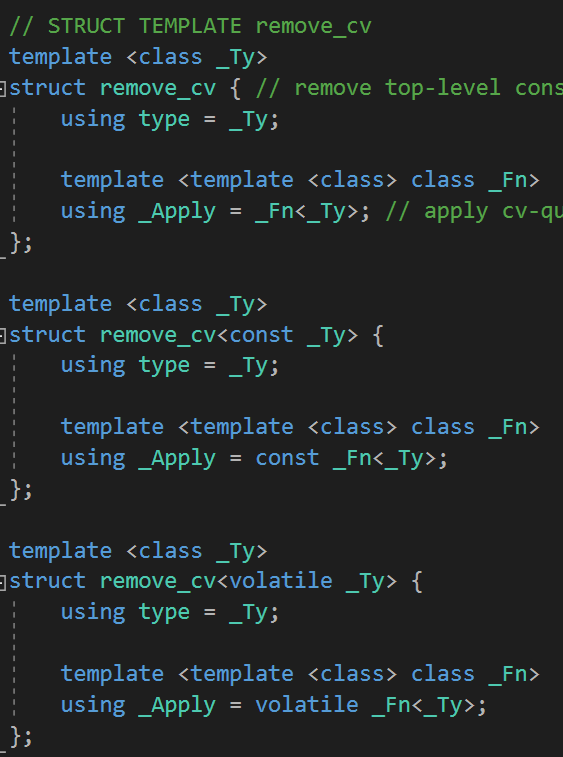 // STRUCT TEMPLATE remove_cv
template <class _Ty>
struct remove_cv { // remove top-level cons
    using type = _Ty;

    template <template <class> class _Fn>
    using _Apply = _Fn<_Ty>; // apply cv-qu
};

template <class _Ty>
struct remove_cv<const _Ty> {
    using type = _Ty;

    template <template <class> class _Fn>
    using _Apply = const _Fn<_Ty>;
};

template <class _Ty>
struct remove_cv<volatile _Ty> {
    using type = _Ty;

    template <template <class> class _Fn>
    using _Apply = volatile _Fn<_Ty>;
};